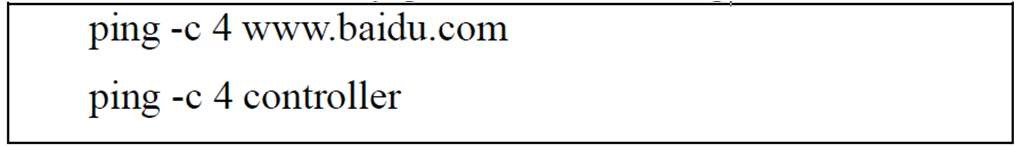 ping -c 4 www.baidu.com
ping -c 4 controller